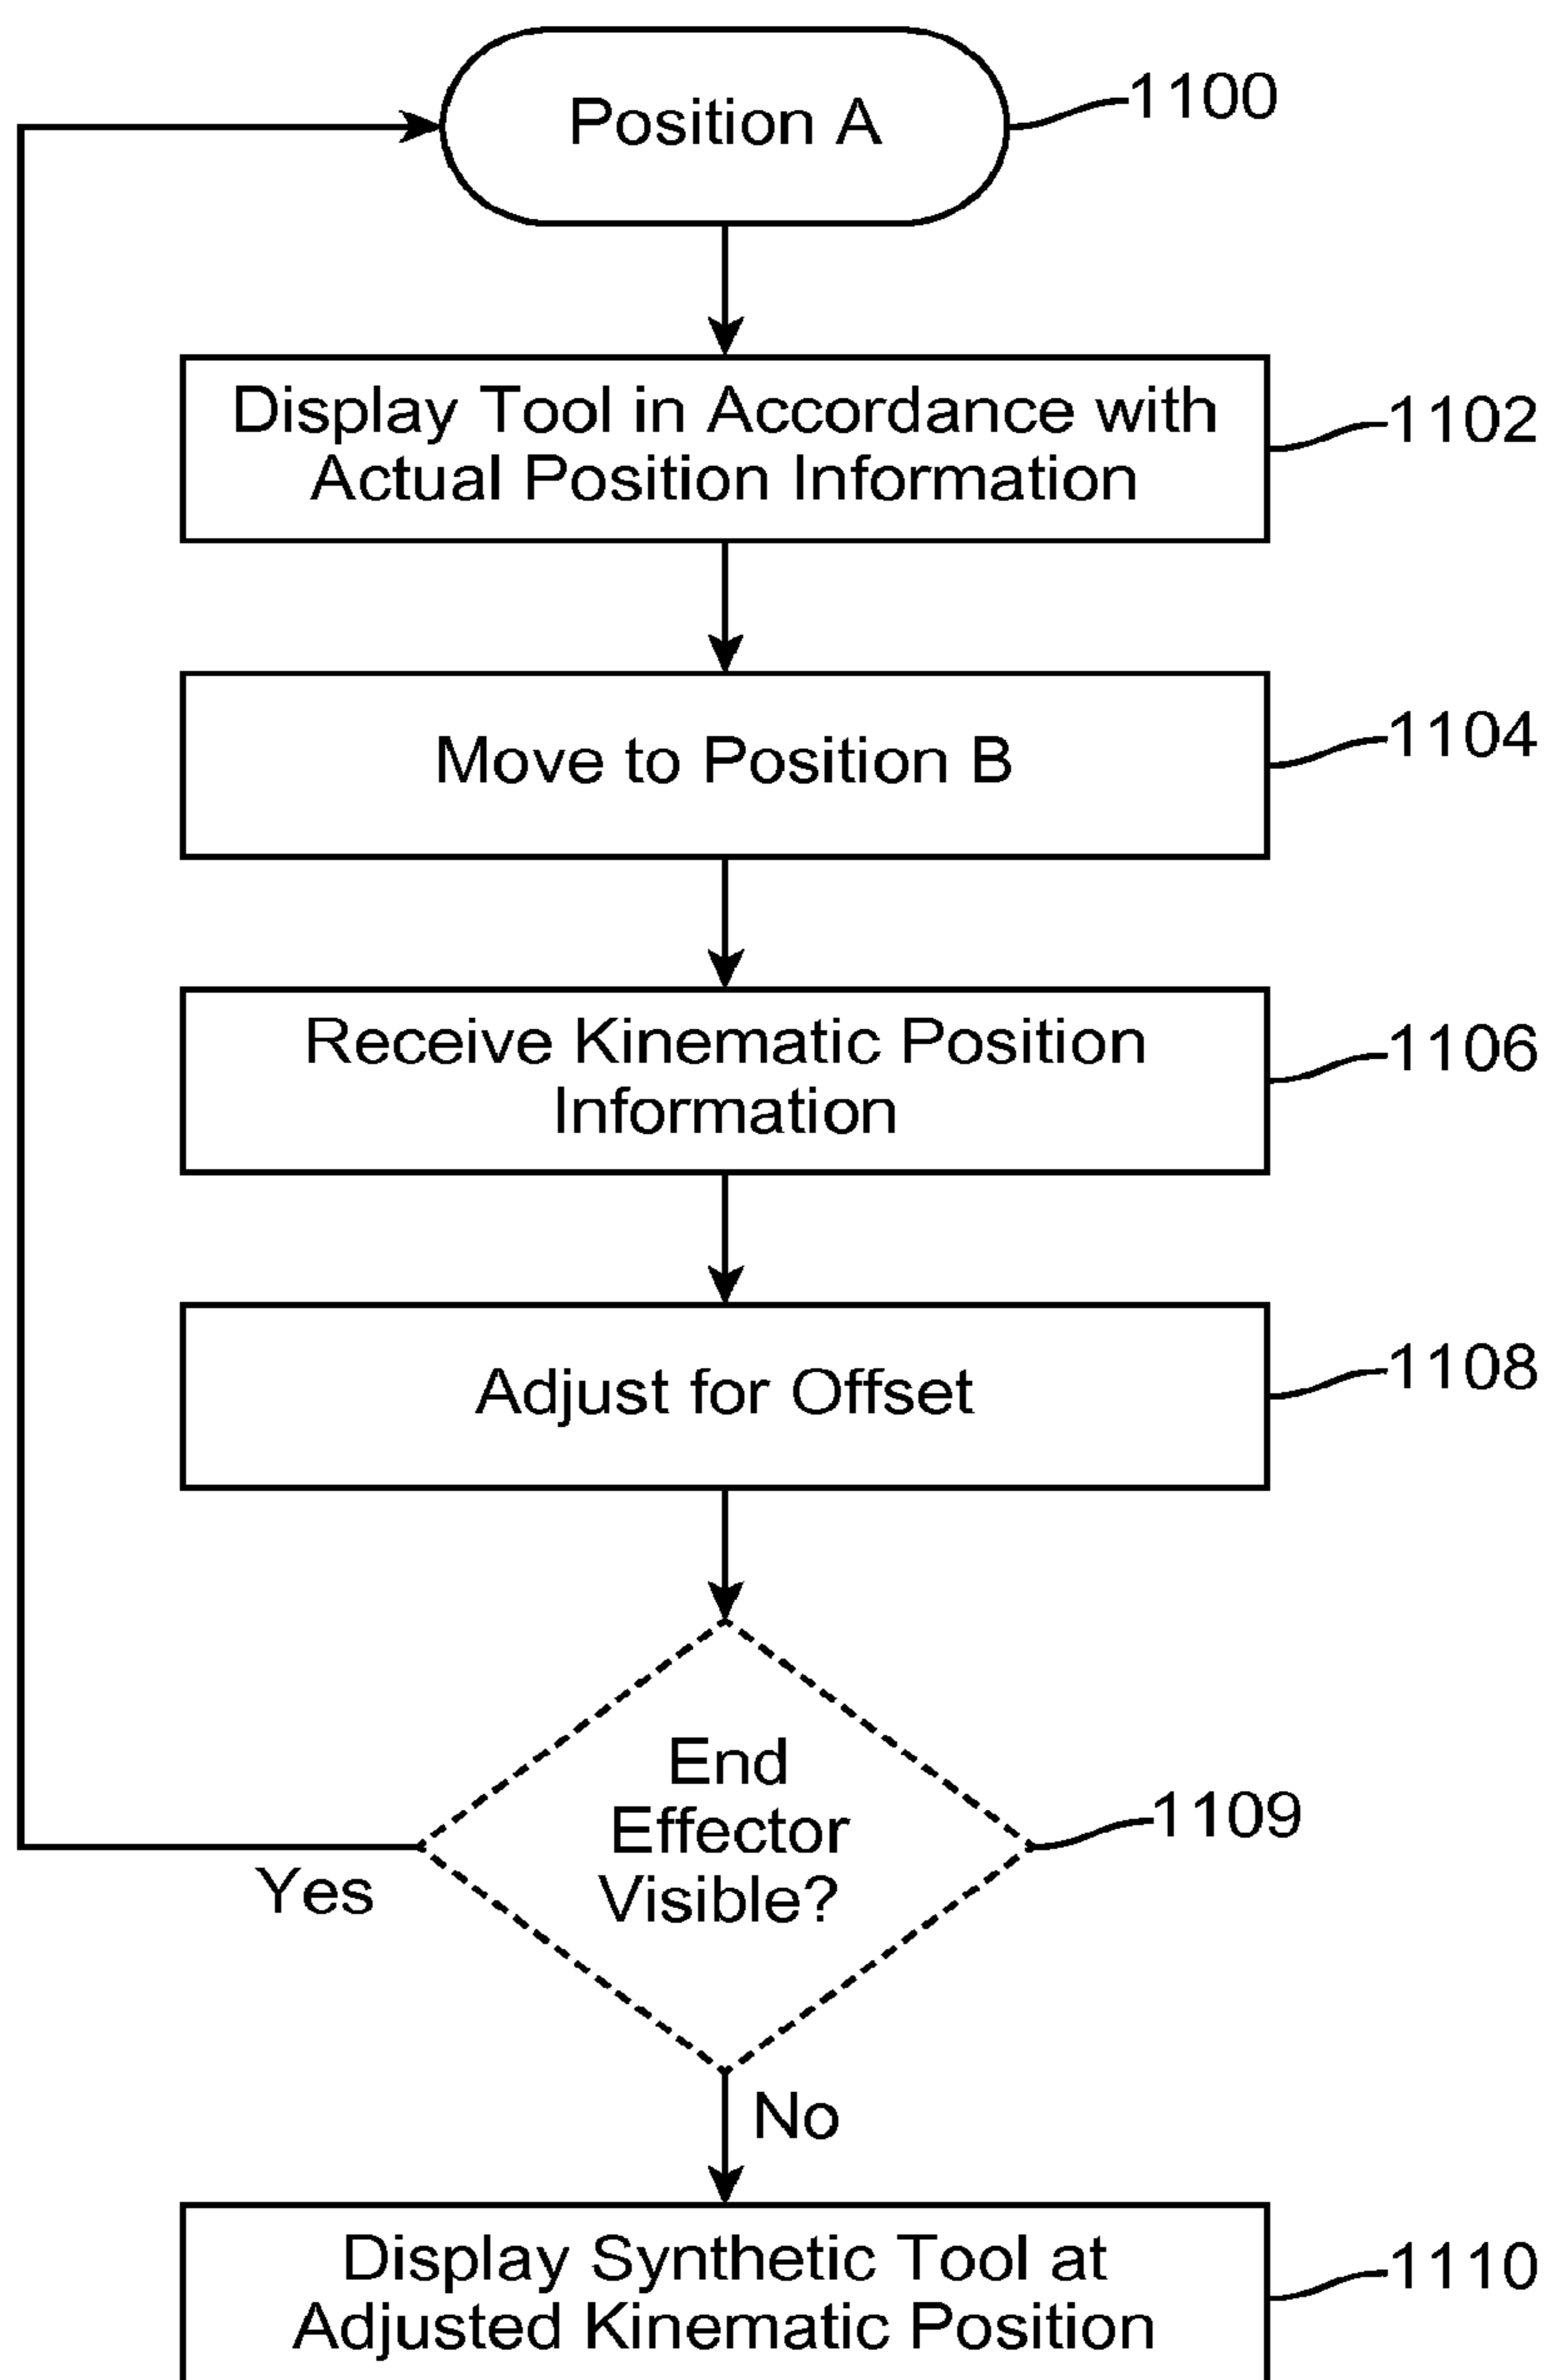 Position A
1100
Display Tool in Accordance with
Actual Position Information
1102
Move to Position B
1104
Receive Kinematic Position
Information
1106
Adjust for Offset
1108
End
Effector
Visible?
1109
Yes
No
Display Synthetic Tool at
Adjusted Kinematic Position
1110